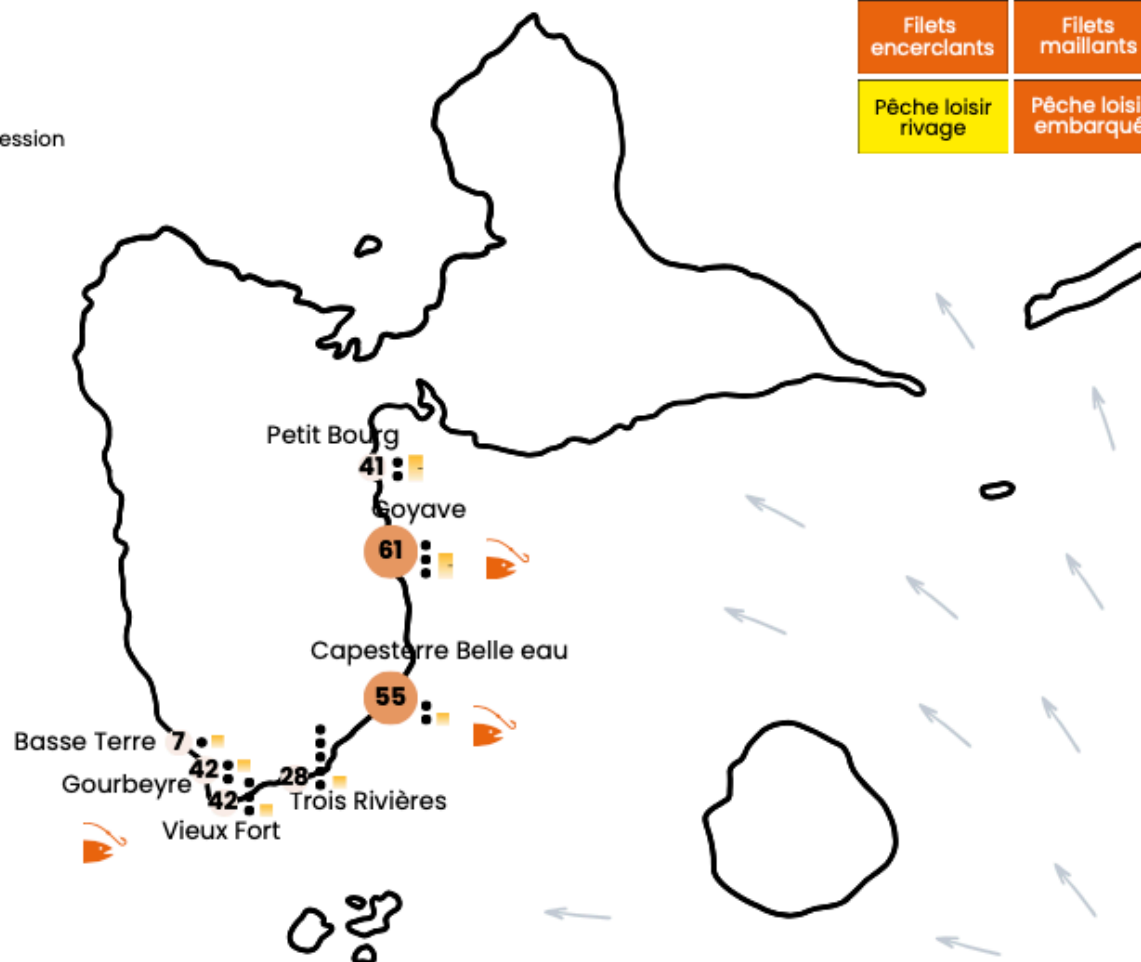 Filets
encerclants
Filets
maillants
ession
Pêche loisir
rivage
Pêche loisi
embarqué
Petit Bourg
41
Goyave
61
Capesterre Belle eau
55
Basse Terre
7
42
Gourbeyre
28
42
Trois Rivières
Vieux Fort